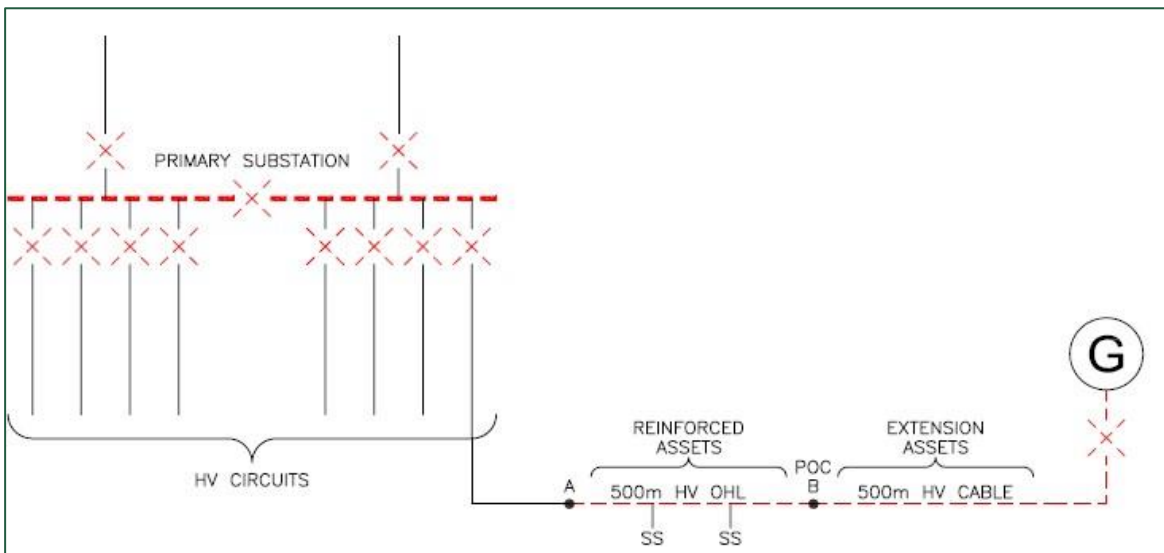 PRIMARY SUBSTATION
G
REINFORCED
ASSETS
EXTENSION
ASSETS
HV CIRCUITS
A
500m HV OHL
POC
B
500m HV CABLE
SS
SS